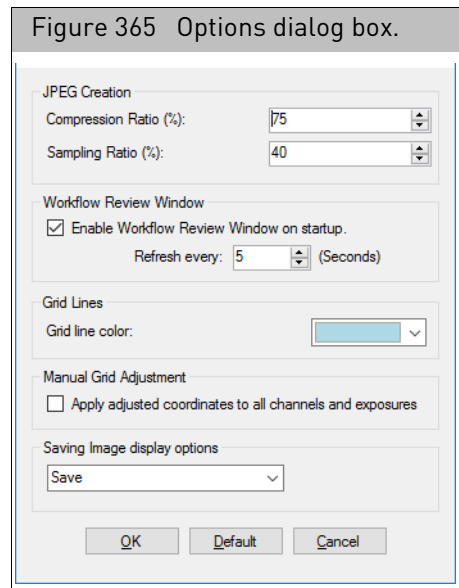 Figure 365 Options dialog box.
JPEG Creation
Compression Ratio (%): 75
Sampling Ratio (%): 40
Workflow Review Window
Enable Workflow Review Window on startup.
Refresh every: 5 (Seconds)
Grid Lines
Grid line color:
Manual Grid Adjustment
Apply adjusted coordinates to all channels and exposures
Saving Image display options
Save
OK Default Cancel